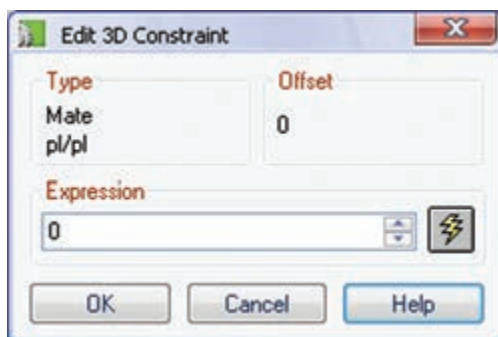 Edit 3D Constraint
Type
Mate
pl/pl
Offset
0
Expression
0
OK Cancel Help